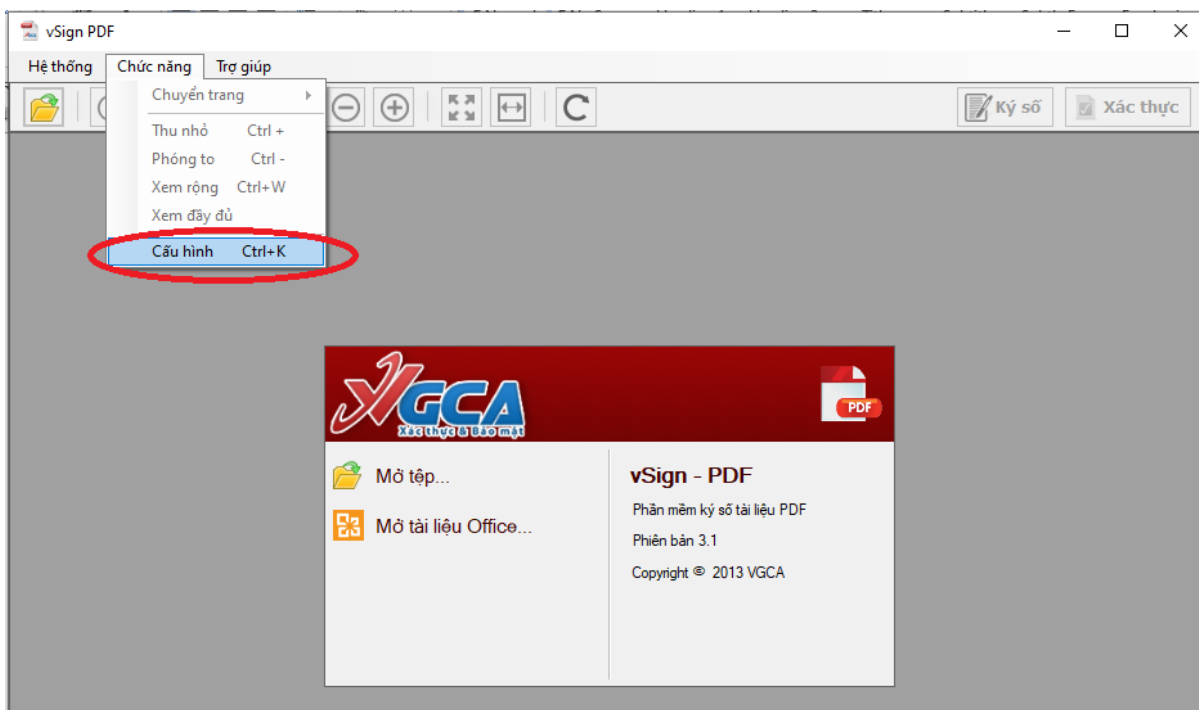 vSign PDF
Hệ thống Chức năng Trợ giúp
Chuyển trang
Thu nhỏ Ctrl +
Phóng to Ctrl -
Xem rộng Ctrl+W
Xem đầy đủ
Cấu hình Ctrl+K
Ký số Xác thực
VGCA
Xác thực & Bảo mật
PDF
Mở tệp...
Mở tài liệu Office...
vSign - PDF
Phần mềm ký số tài liệu PDF
Phiên bản 3.1
Copyright © 2013 VGCA